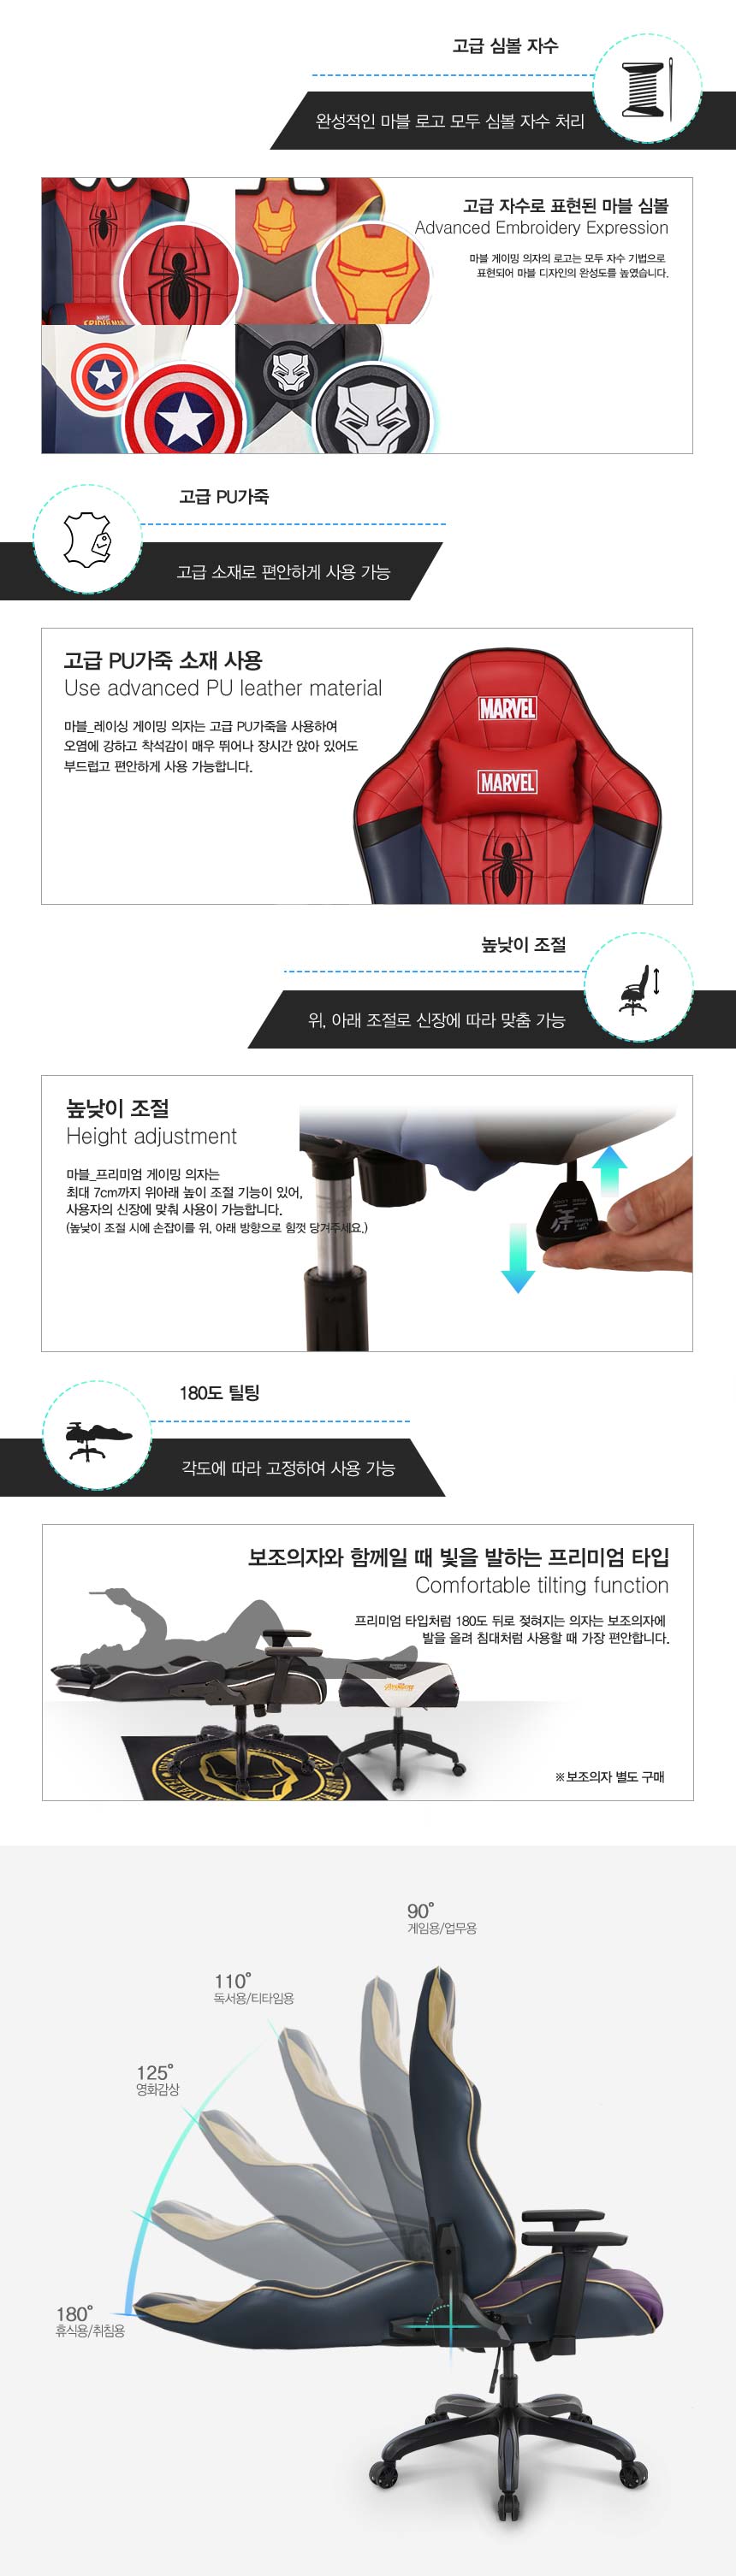 고급 심볼 자수
완성적인 마블 로고 모두 심볼 자수 처리
고급 자수로 표현된 마블 심볼
Advanced Embroidery Expression
마블 게이밍 의자의 로고는 모두 자수 기법으로
표현되어 마블 디자인의 완성도를 높였습니다.
고급 PU가죽
고급 소재로 편안하게 사용 가능
고급 PU가죽 소재 사용
Use advanced PU leather material
마블_레이싱 게이밍 의자는 고급 PU가죽을 사용하여
오염에 강하고 착석감이 매우 뛰어나 장시간 앉아 있어도
부드럽고 편안하게 사용 가능합니다.
MARVEL
MARVEL
높낮이 조절
위, 아래 조절로 신장에 따라 맞춤 가능
높낮이 조절
Height adjustment
마블_프리미엄 게이밍 의자는
최대 7cm까지 위아래 높이 조절 기능이 있어,
사용자의 신장에 맞춰 사용이 가능합니다.
(높낮이 조절 시에 손잡이를 위, 아래 방향으로 힘껏 당겨주세요.)
180도 틸팅
각도에 따라 고정하여 사용 가능
보조의자와 함께일 때 빛을 발하는 프리미엄 타입
Comfortable tilting function
프리미엄 타입처럼 180도 뒤로 젖혀지는 의자는 보조의자에
발을 올려 침대처럼 사용할 때 가장 편안합니다.
※보조의자 별도 구매
90°
게임용/업무용
110°
독서용/티타임용
125°
영화감상
180°
휴식용/취침용